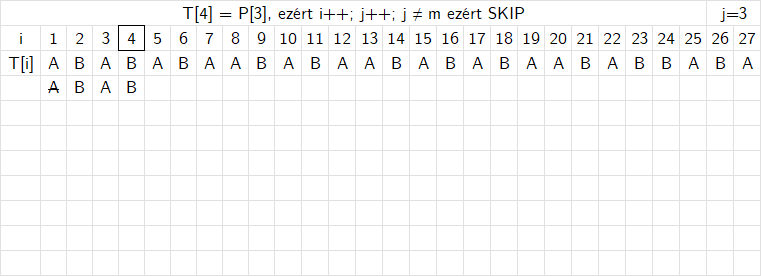 T[4] = P[3], ezért i++; j++; j ≠ m ezért SKIP j=3
i 1 2 3 4 5 6 7 8 9 10 11 12 13 14 15 16 17 18 19 20 21 22 23 24 25 26 27
T[i] A B A B A B A A B A B A A B A B A B A A B A B B A B A
A B A B